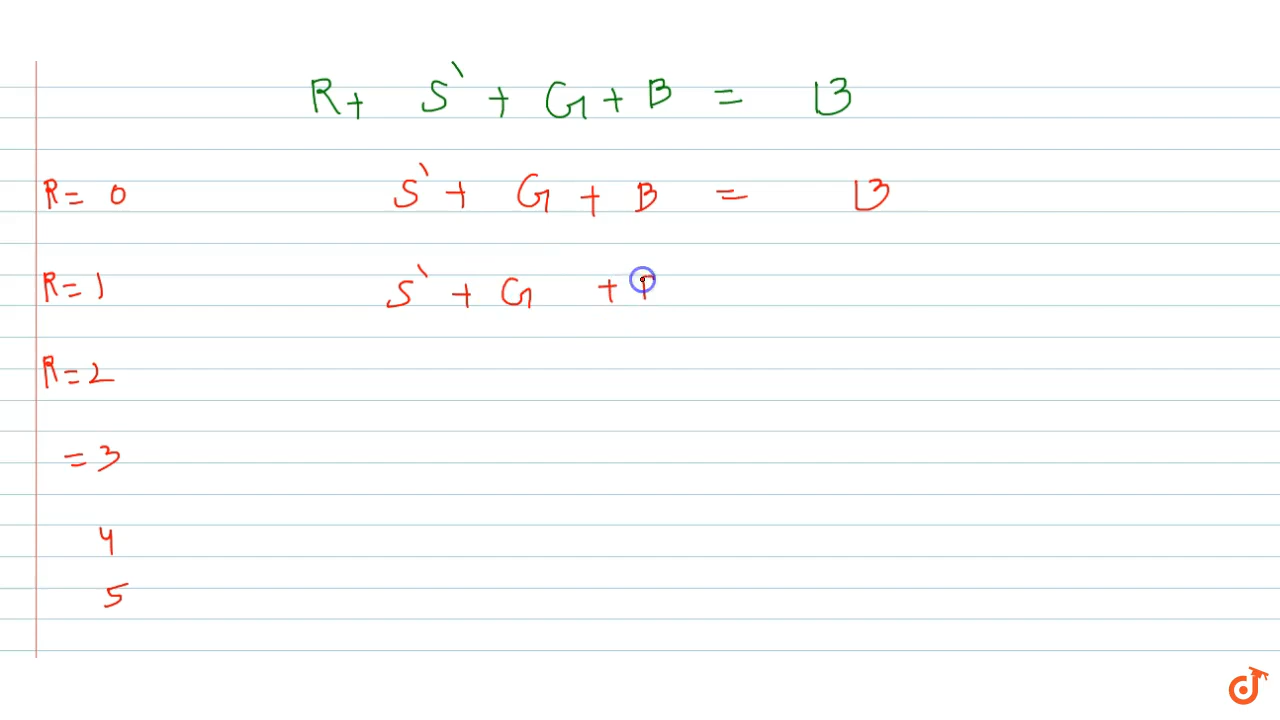 R + S` + G + B = 13
R = 0 S` + G + B = 13
R = 1 S` + G +
R = 2
= 3
4
5